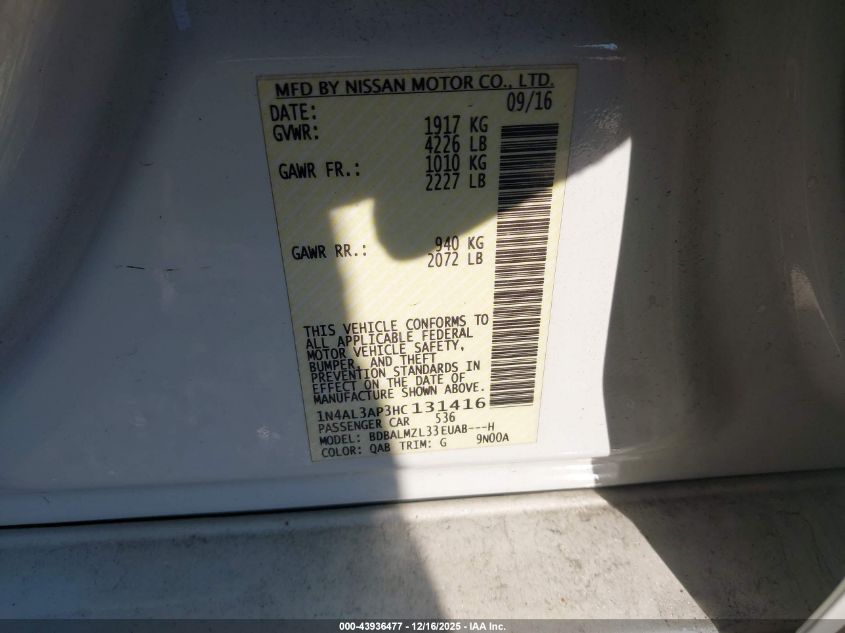 MFD BY NISSAN MOTOR CO., LTD.
DATE: 09/16
GVWR: 1917 KG
4226 LB
GAWR FR.: 1010 KG
2227 LB
GAWR RR.: 940 KG
2072 LB
THIS VEHICLE CONFORMS TO
ALL APPLICABLE FEDERAL
MOTOR VEHICLE SAFETY,
BUMPER, AND THEFT
PREVENTION STANDARDS IN
EFFECT ON THE DATE OF
MANUFACTURE SHOWN ABOVE.
1N4AL3AP3HC131416
PASSENGER CAR 536
MODEL: BDBALMZL33EUAB---H
COLOR: QAB TRIM: G 9N00A
000-43936477 - 12/16/2025 - IAA Inc.